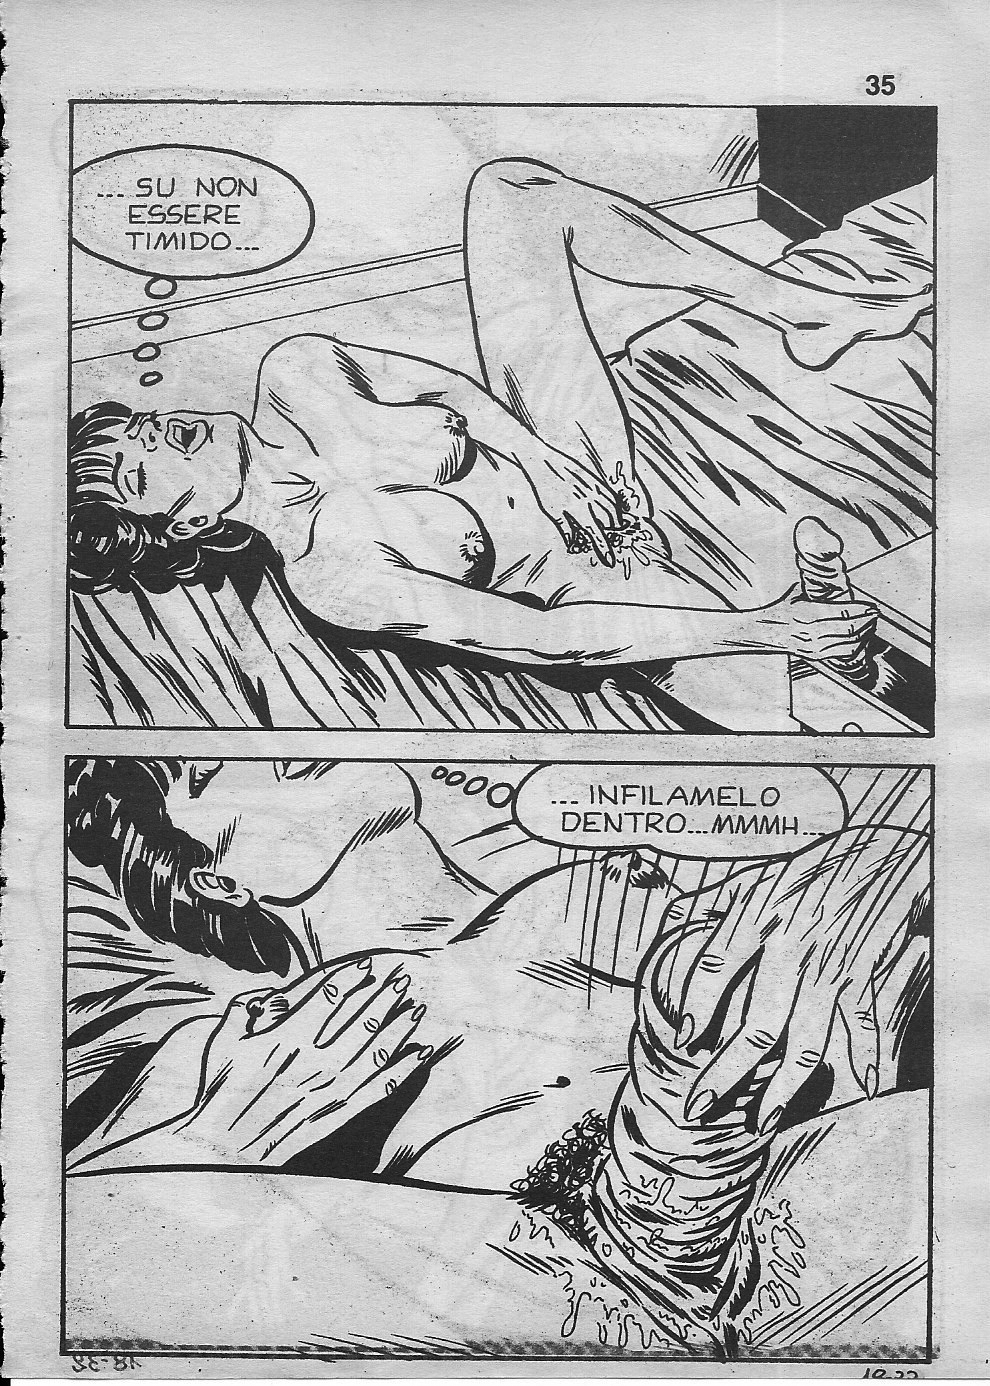 35
... SU NON
ESSERE
TIMIDO...
... INFILAMELO
DENTRO...MMMH...